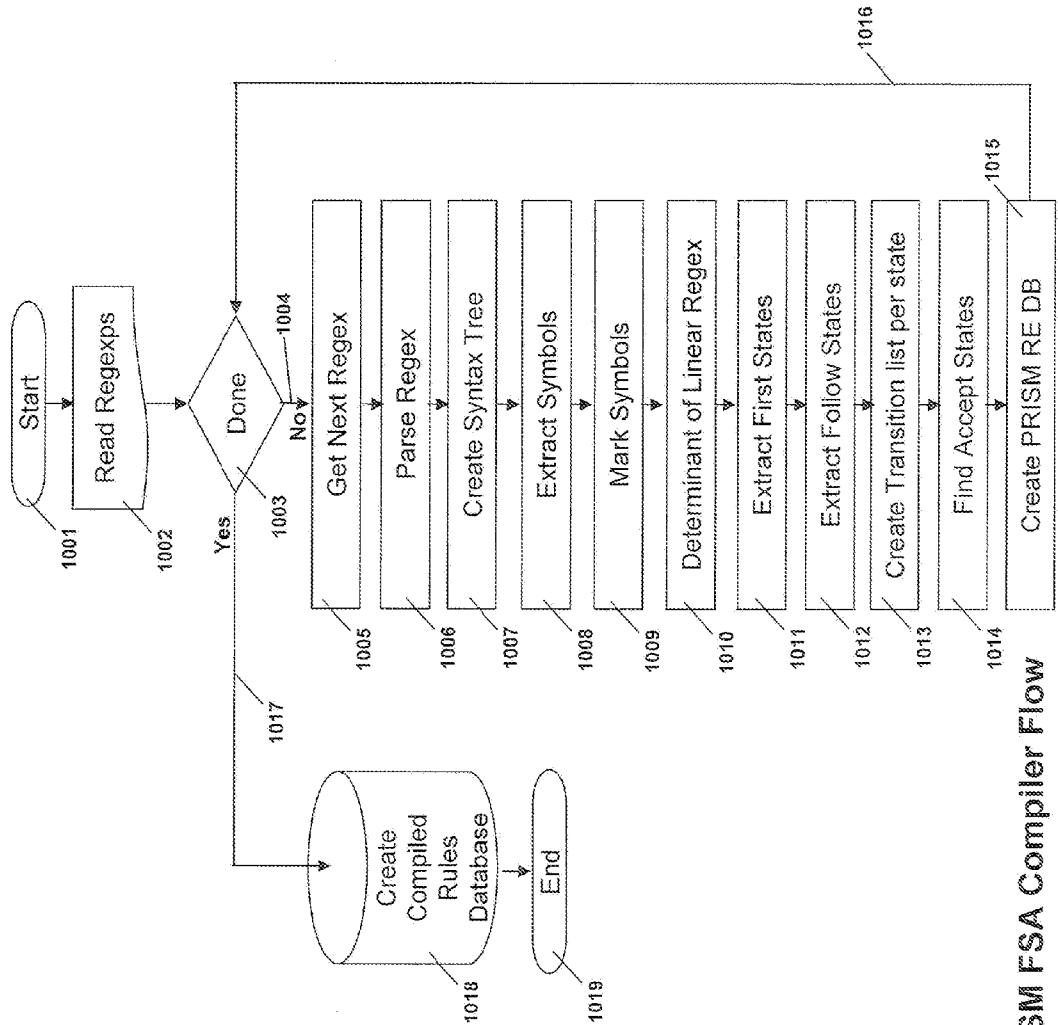 Start
1001
Read Regexps
1002
Done
1003
Yes
No
1004
Get Next Regex
1005
Parse Regex
1006
Create Syntax Tree
1007
Extract Symbols
1008
Mark Symbols
1009
Determinant of Linear Regex
1010
Extract First States
1011
Extract Follow States
1012
Create Transition list per state
1013
Find Accept States
1014
Create PRISM RE DB
1015
1016
1017
Create
Compiled
Rules
Database
1018
End
1019
FSA Compiler Flow